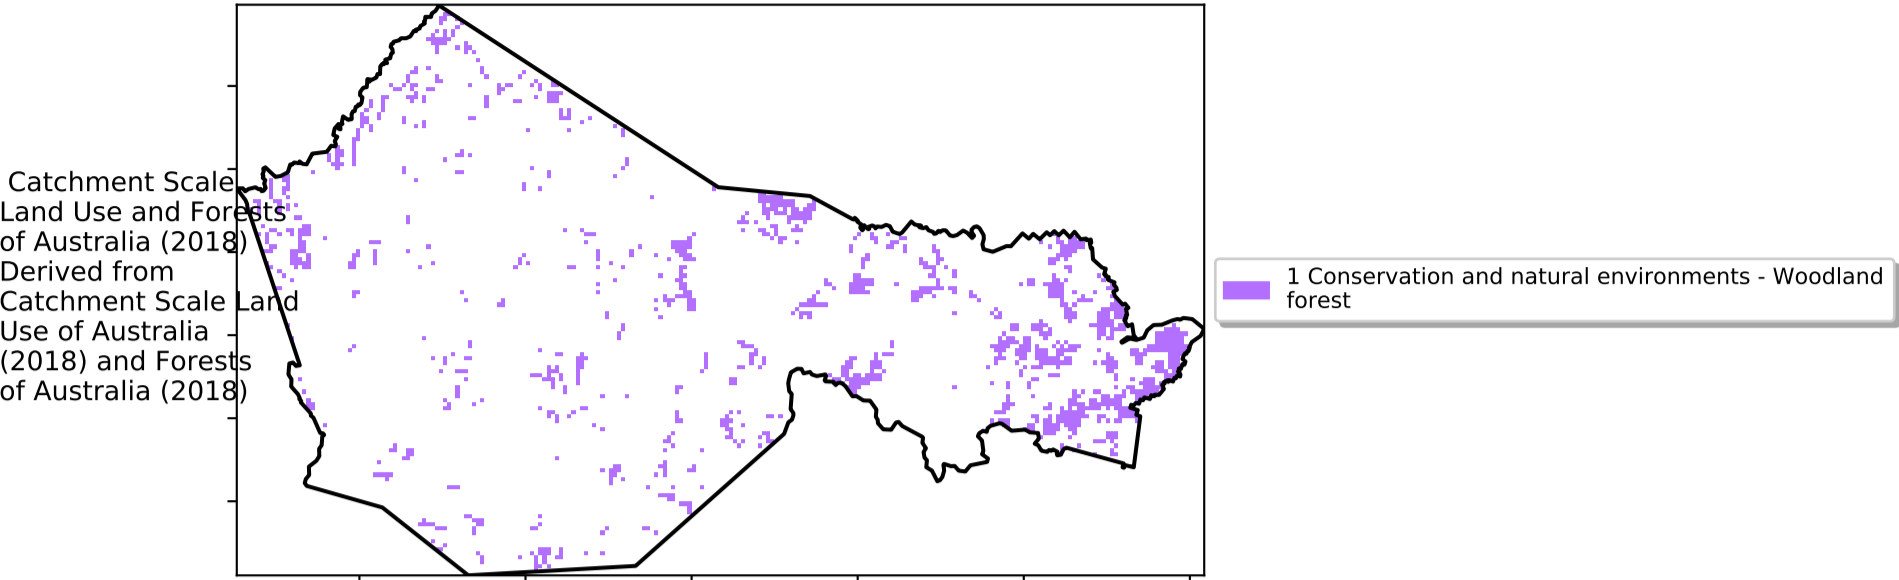 Catchment Scale
Land Use and Forests
of Australia (2018)
Derived from
Catchment Scale Land
Use of Australia
(2018) and Forests
of Australia (2018)
1 Conservation and natural environments - Woodland
forest